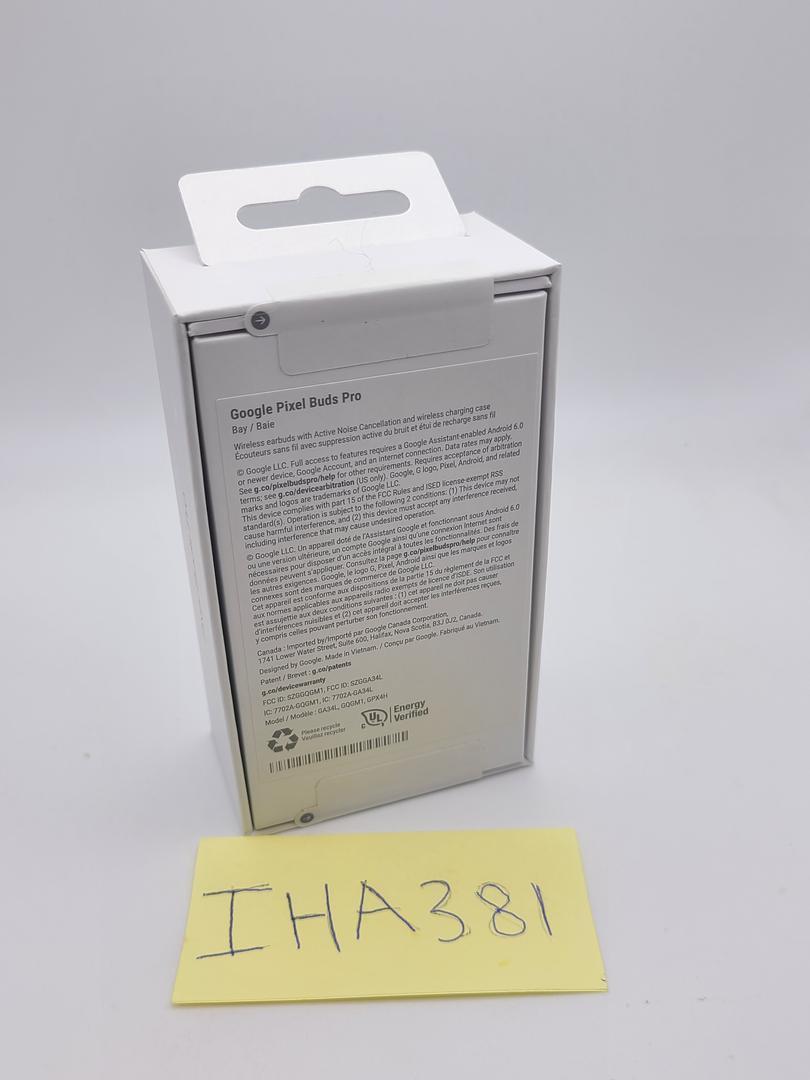 Google Pixel Buds Pro
Bay / Baie
Wireless earbuds with Active Noise Cancellation and wireless charging case
Écouteurs sans fil avec suppression active du bruit et étui de recharge sans fil
© Google LLC. Full access to features requires a Google Assistant-enabled Android 6.0
or newer device, Google Account, and an internet connection. Data rates may apply.
See g.co/pixelbudspro/help for other requirements. Requires acceptance of arbitration
terms; see g.co/devicearbitration (US only). Google, G logo, Pixel, Android, and related
marks and logos are trademarks of Google LLC.
This device complies with part 15 of the FCC Rules and ISED license-exempt RSS
standard(s). Operation is subject to the following 2 conditions: (1) This device may not
cause harmful interference, and (2) this device must accept any interference received,
including interference that may cause undesired operation.
© Google LLC. Un appareil doté de l'Assistant Google et fonctionnant sous Android 6.0
ou une version ultérieure, un compte Google ainsi qu'une connexion Internet sont
nécessaires pour disposer d'un accès intégral à toutes les fonctionnalités. Des frais de
données peuvent s'appliquer. Consultez la page g.co/pixelbudspro/help pour connaître
les autres exigences. Google, le logo G, Pixel, Android ainsi que les marques et logos
connexes sont des marques de commerce de Google LLC.
Cet appareil est conforme aux dispositions de la partie 15 du règlement de la FCC et
aux normes applicables aux appareils radio exempts de licence d'ISDE. Son utilisation
est assujettie aux deux conditions suivantes : (1) cet appareil ne doit pas causer
d'interférences nuisibles et (2) cet appareil doit accepter les interférences reçues,
y compris celles pouvant perturber son fonctionnement.
Canada : Imported by/Importé par Google Canada Corporation,
1741 Lower Water Street, Suite 600, Halifax, Nova Scotia, B3J 0J2, Canada.
Designed by Google. Made in Vietnam. / Conçu par Google. Fabriqué au Vietnam.
Patent / Brevet : g.co/patents
g.co/devicewarranty
FCC ID: SZGGQGM1, FCC ID: SZGGA34L
IC: 7702A-GQGM1, IC: 7702A-GA34L
Model / Modèle : GA34L, GQGM1, GPX4H
Please recycle
Veuillez recycler
C UL Energy
Verified
IHA381